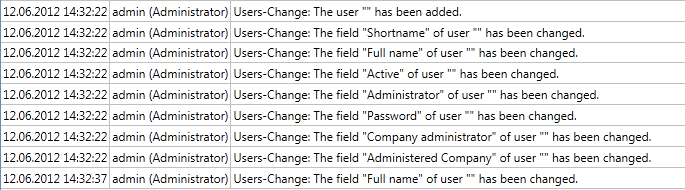 12.06.2012 14:32:22 admin (Administrator) Users-Change: The user "" has been added.
12.06.2012 14:32:22 admin (Administrator) Users-Change: The field "Shortname" of user "" has been changed.
12.06.2012 14:32:22 admin (Administrator) Users-Change: The field "Full name" of user "" has been changed.
12.06.2012 14:32:22 admin (Administrator) Users-Change: The field "Active" of user "" has been changed.
12.06.2012 14:32:22 admin (Administrator) Users-Change: The field "Administrator" of user "" has been changed.
12.06.2012 14:32:22 admin (Administrator) Users-Change: The field "Password" of user "" has been changed.
12.06.2012 14:32:22 admin (Administrator) Users-Change: The field "Company administrator" of user "" has been changed.
12.06.2012 14:32:22 admin (Administrator) Users-Change: The field "Administered Company" of user "" has been changed.
12.06.2012 14:32:37 admin (Administrator) Users-Change: The field "Full name" of user "" has been changed.